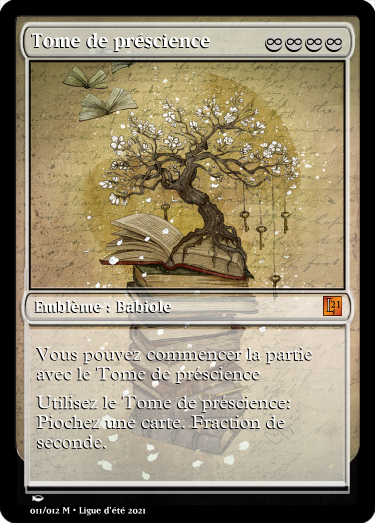 Tome de préscience ∞∞∞∞
Emblème : Babiole
21
Vous pouvez commencer la partie
avec le Tome de préscience
Utilisez le Tome de préscience:
Piochez une carte. Fraction de
seconde.
011/012 M • Ligue d'été 2021